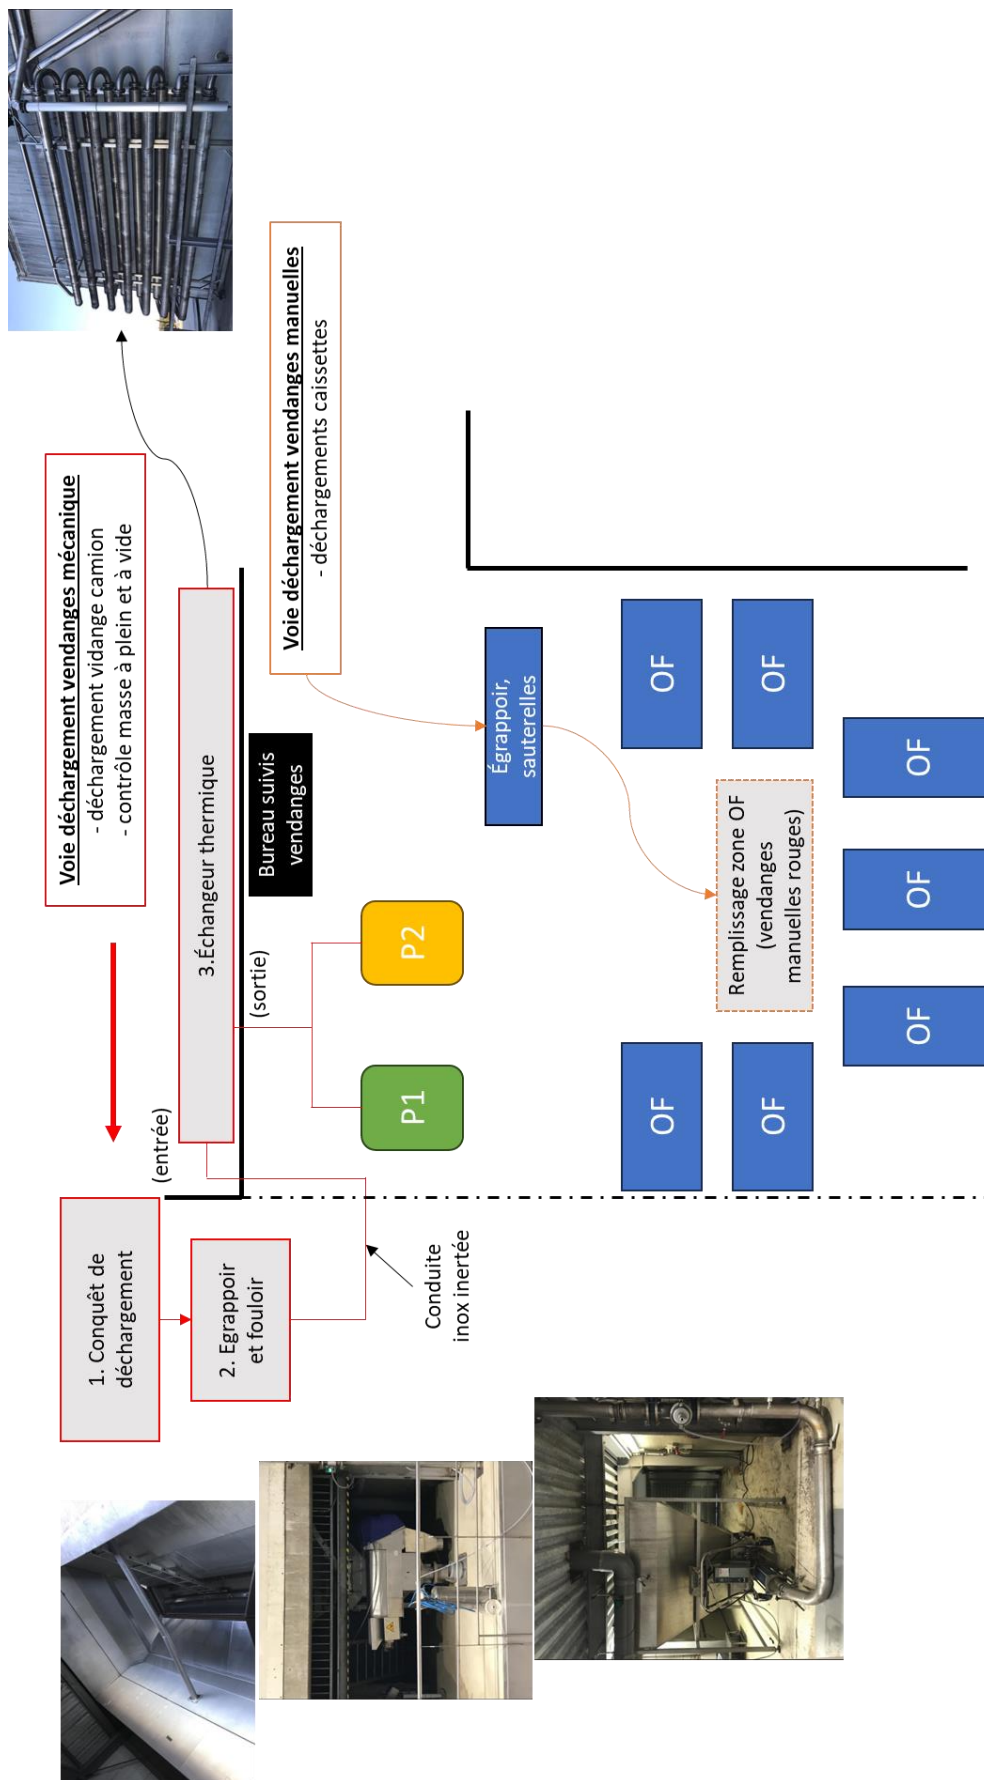 Voie déchargement vendanges mécanique
- déchargement vidange camion
- contrôle masse à plein et à vide
1. Conquêt de
déchargement
(entrée)
3.Échangeur thermique
2. Egrappoir
et fouloir
(sortie)
Bureau suivis
vendanges
Voie déchargement vendanges manuelles
- déchargements caissettes
Conduite
inox inertée
P1
P2
Égrappoir,
sauterelles
OF
OF
OF
OF
Remplissage zone OF
(vendanges
manuelles rouges)
OF
OF
OF